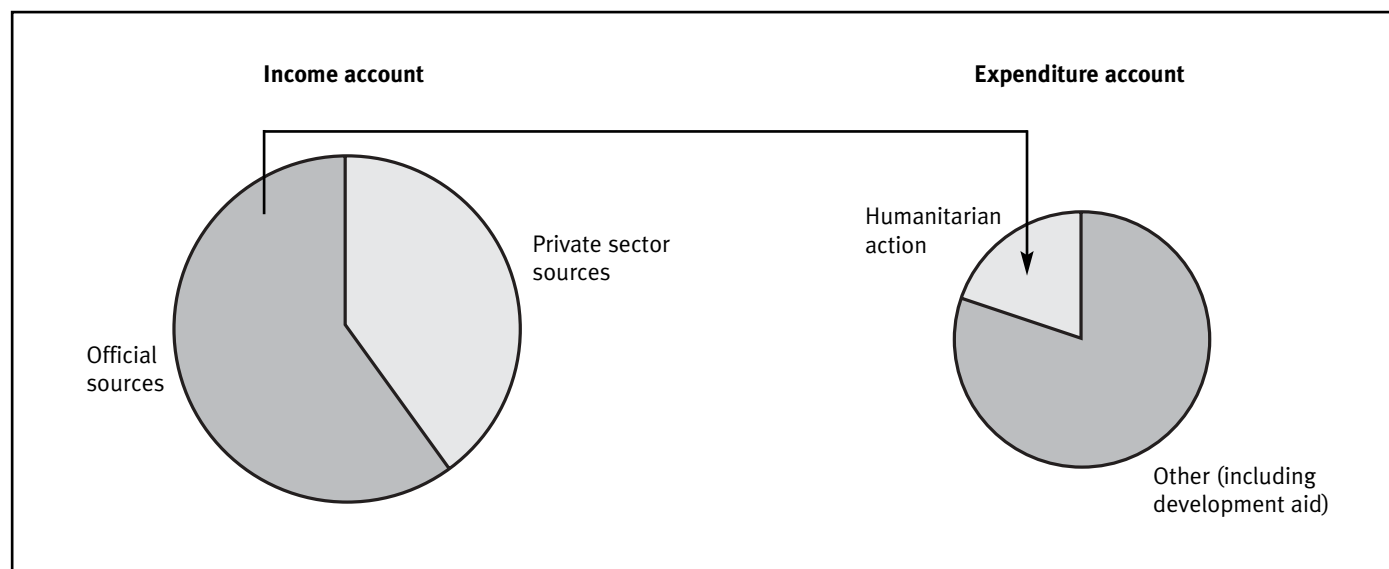 Income account
Expenditure account
Private sector
sources
Official
sources
Humanitarian
action
Other (including
development aid)